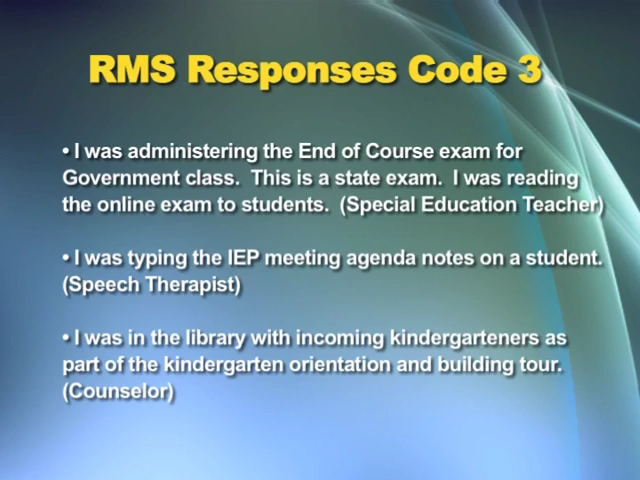 RMS Responses Code 3
• I was administering the End of Course exam for
Government class.  This is a state exam.  I was reading
the online exam to students.  (Special Education Teacher)
• I was typing the IEP meeting agenda notes on a student.
(Speech Therapist)
• I was in the library with incoming kindergarteners as
part of the kindergarten orientation and building tour.
(Counselor)